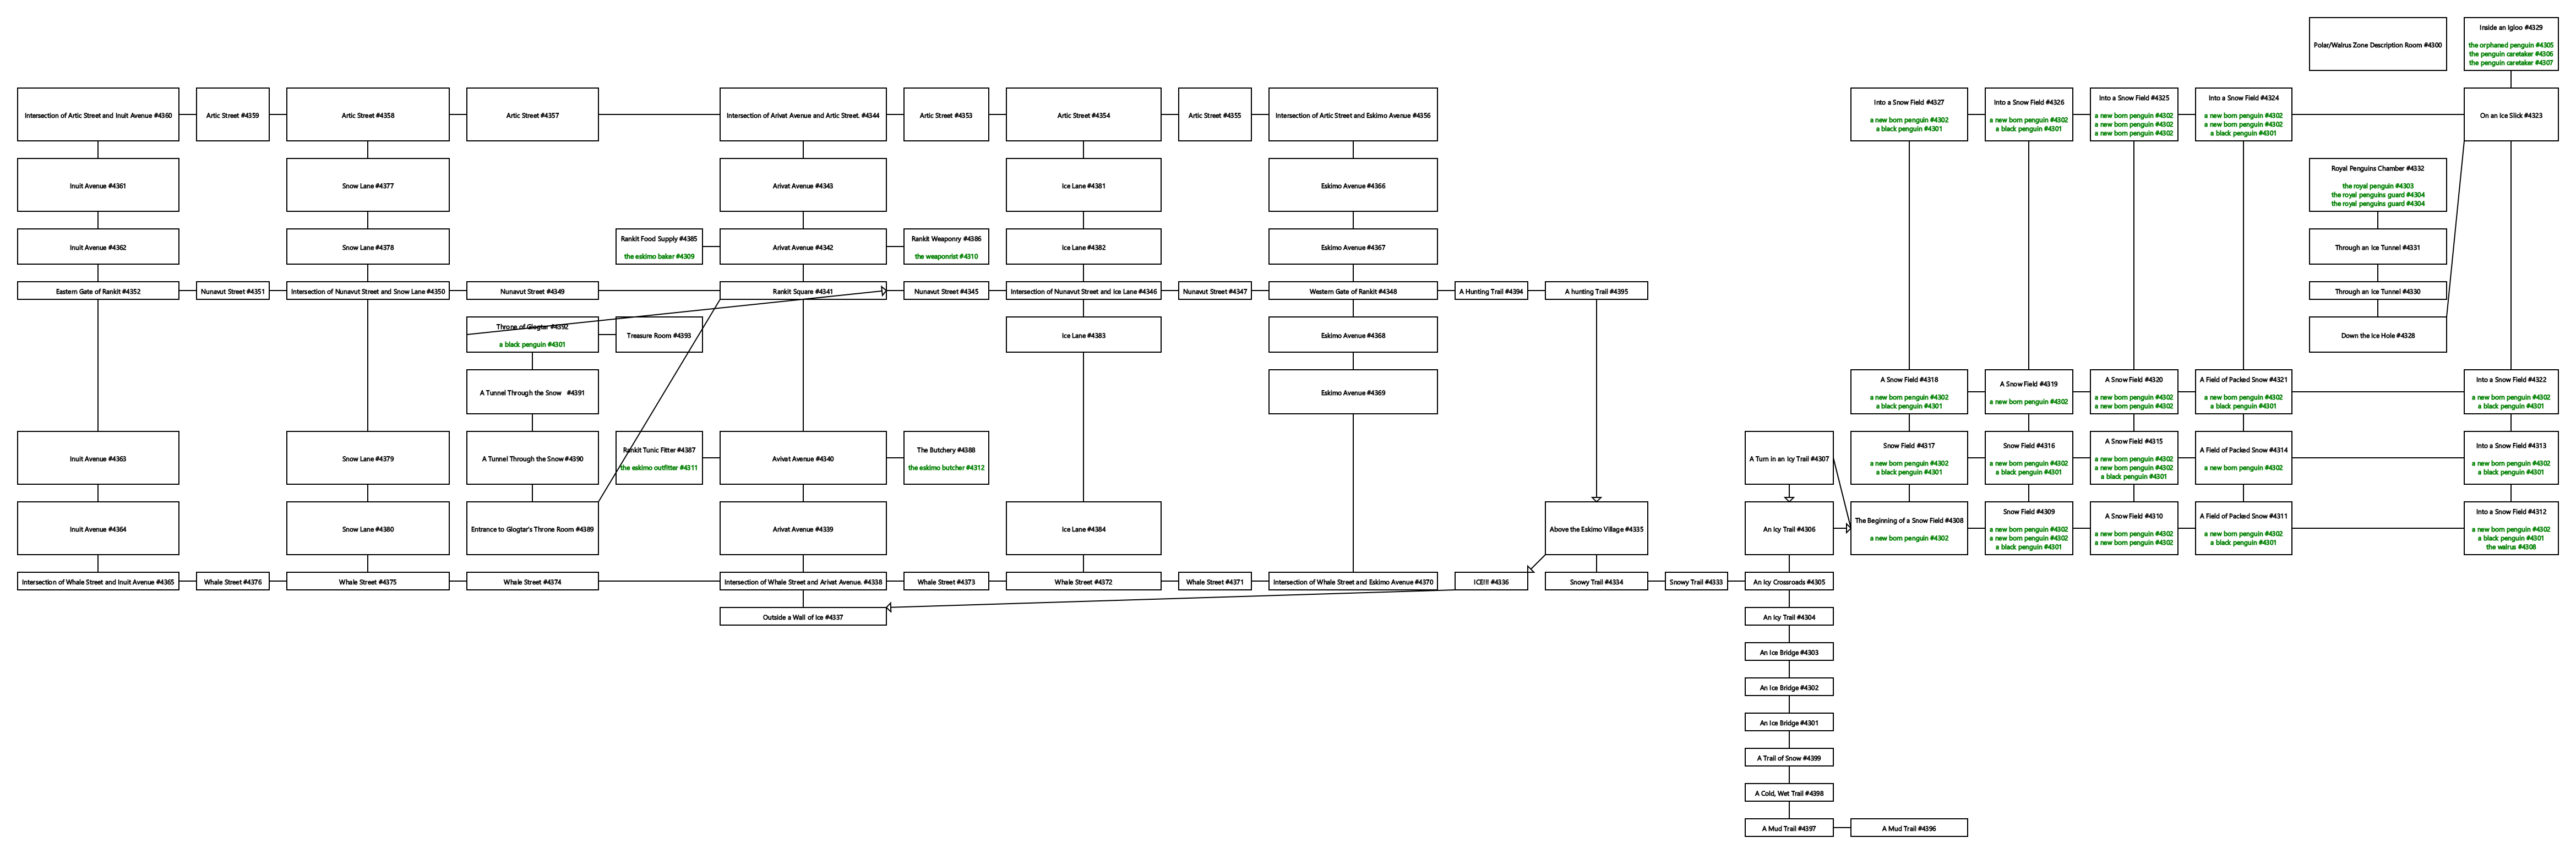 Polar/Walrus Zone Description Room #4300
Inside an Igloo #4329
the orphaned penguin #4305
the penguin caretaker #4306
the penguin caretaker #4307
Intersection of Artic Street and Inuit Avenue #4360
Artic Street #4359
Artic Street #4358
Artic Street #4357
Intersection of Arivat Avenue and Artic Street. #4344
Artic Street #4353
Artic Street #4354
Artic Street #4355
Intersection of Artic Street and Eskimo Avenue #4356
Into a Snow Field #4327
a new born penguin #4302
a black penguin #4301
Into a Snow Field #4326
a new born penguin #4302
a black penguin #4301
Into a Snow Field #4325
a new born penguin #4302
a new born penguin #4302
a new born penguin #4302
Into a Snow Field #4324
a new born penguin #4302
a new born penguin #4302
a black penguin #4301
On an Ice Slick #4323
Inuit Avenue #4361
Snow Lane #4377
Arivat Avenue #4343
Ice Lane #4381
Eskimo Avenue #4366
Royal Penguins Chamber #4332
the royal penguin #4303
the royal penguins guard #4304
the royal penguins guard #4304
Inuit Avenue #4362
Snow Lane #4378
Rankit Food Supply #4385
the eskimo baker #4309
Arivat Avenue #4342
Rankit Weaponry #4386
the weaponrist #4310
Ice Lane #4382
Eskimo Avenue #4367
Through an Ice Tunnel #4331
Eastern Gate of Rankit #4352
Nunavut Street #4351
Intersection of Nunavut Street and Snow Lane #4350
Nunavut Street #4349
Rankit Square #4341
Nunavut Street #4345
Intersection of Nunavut Street and Ice Lane #4346
Nunavut Street #4347
Western Gate of Rankit #4348
A Hunting Trail #4394
A hunting Trail #4395
Through an Ice Tunnel #4330
Throne of Glogtar #4392
a black penguin #4301
Treasure Room #4393
Ice Lane #4383
Eskimo Avenue #4368
Down the Ice Hole #4328
A Tunnel Through the Snow #4391
Eskimo Avenue #4369
A Snow Field #4318
a new born penguin #4302
a black penguin #4301
A Snow Field #4319
a new born penguin #4302
A Snow Field #4320
a new born penguin #4302
a new born penguin #4302
A Field of Packed Snow #4321
a new born penguin #4302
a black penguin #4301
Into a Snow Field #4322
a new born penguin #4302
a black penguin #4301
Inuit Avenue #4363
Snow Lane #4379
A Tunnel Through the Snow #4390
Rankit Tunic Fitter #4387
the eskimo outfitter #4311
Avivat Avenue #4340
The Butchery #4388
the eskimo butcher #4312
A Turn in an Icy Trail #4307
Snow Field #4317
a new born penguin #4302
a black penguin #4301
Snow Field #4316
a new born penguin #4302
a black penguin #4301
A Snow Field #4315
a new born penguin #4302
a new born penguin #4302
a black penguin #4301
A Field of Packed Snow #4314
a new born penguin #4302
Into a Snow Field #4313
a new born penguin #4302
a black penguin #4301
Inuit Avenue #4364
Snow Lane #4380
Entrance to Glogtar's Throne Room #4389
Arivat Avenue #4339
Ice Lane #4384
Above the Eskimo Village #4335
An Icy Trail #4306
The Beginning of a Snow Field #4308
a new born penguin #4302
Snow Field #4309
a new born penguin #4302
a new born penguin #4302
a black penguin #4301
A Snow Field #4310
a new born penguin #4302
a new born penguin #4302
A Field of Packed Snow #4311
a new born penguin #4302
a black penguin #4301
Into a Snow Field #4312
a new born penguin #4302
a black penguin #4301
the walrus #4308
Intersection of Whale Street and Inuit Avenue #4365
Whale Street #4376
Whale Street #4375
Whale Street #4374
Intersection of Whale Street and Arivat Avenue. #4338
Whale Street #4373
Whale Street #4372
Whale Street #4371
Intersection of Whale Street and Eskimo Avenue #4370
ICE!!! #4336
Snowy Trail #4334
Snowy Trail #4333
An Icy Crossroads #4305
Outside a Wall of Ice #4337
An Icy Trail #4304
An Ice Bridge #4303
An Ice Bridge #4302
An Ice Bridge #4301
A Trail of Snow #4399
A Cold, Wet Trail #4398
A Mud Trail #4397
A Mud Trail #4396